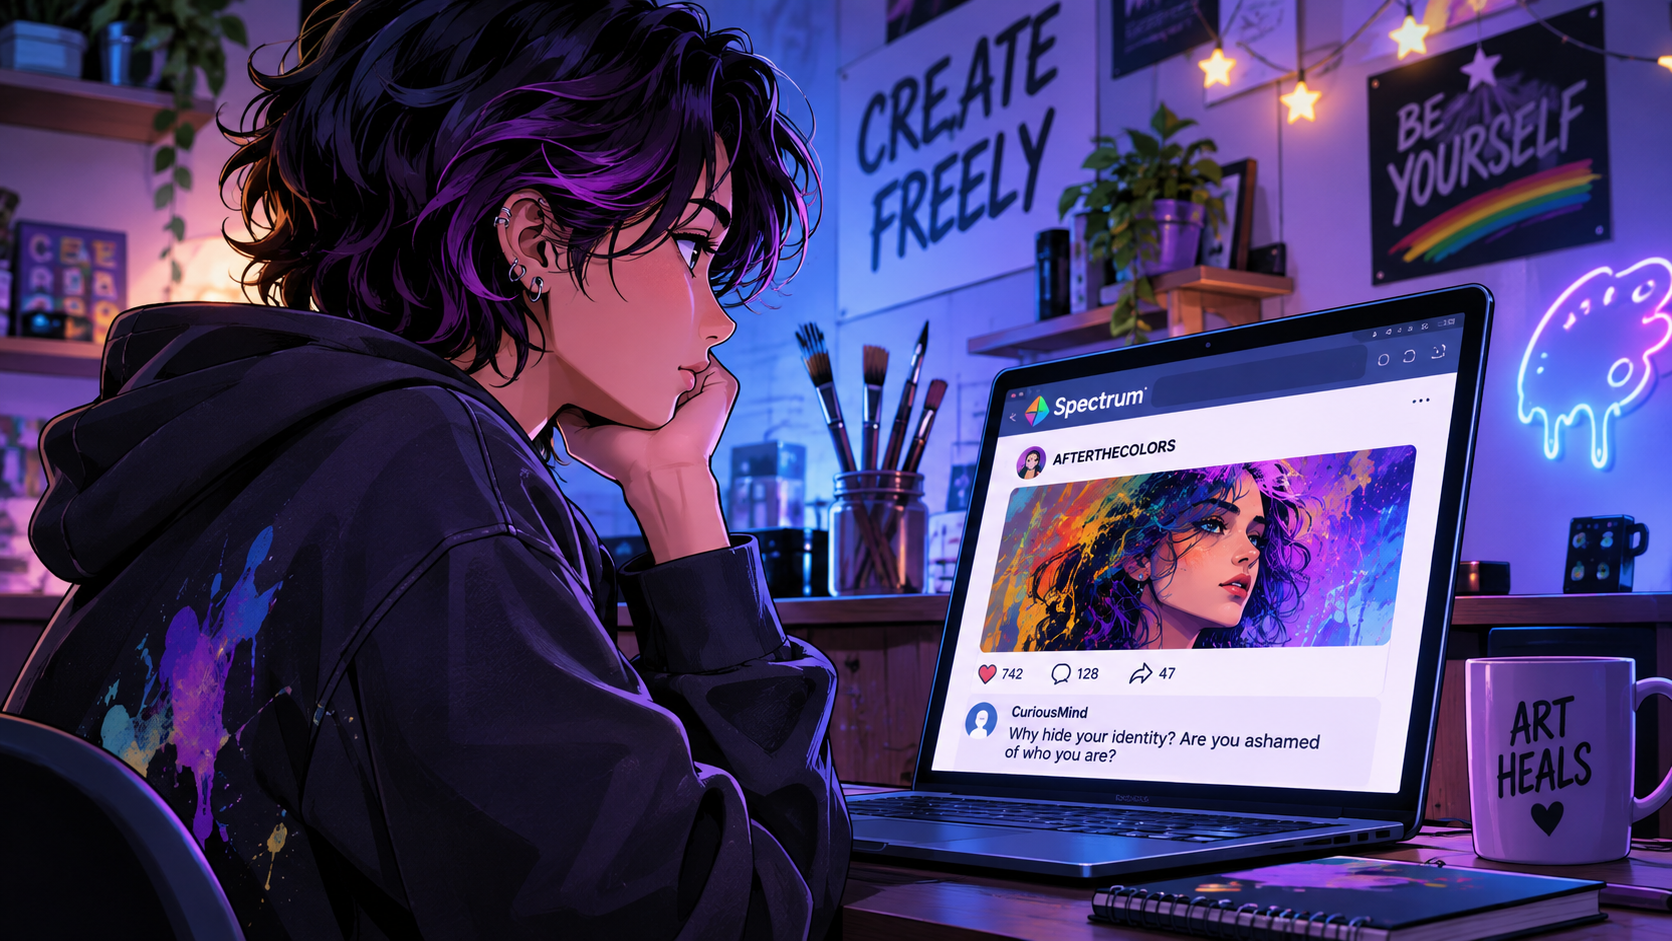 CREATE
FREELY
BE
YOURSELF
Spectrum
AFTERTHECOLORS
742
128
47
CuriousMind
Why hide your identity? Are you ashamed
of who you are?
ART
HEALS